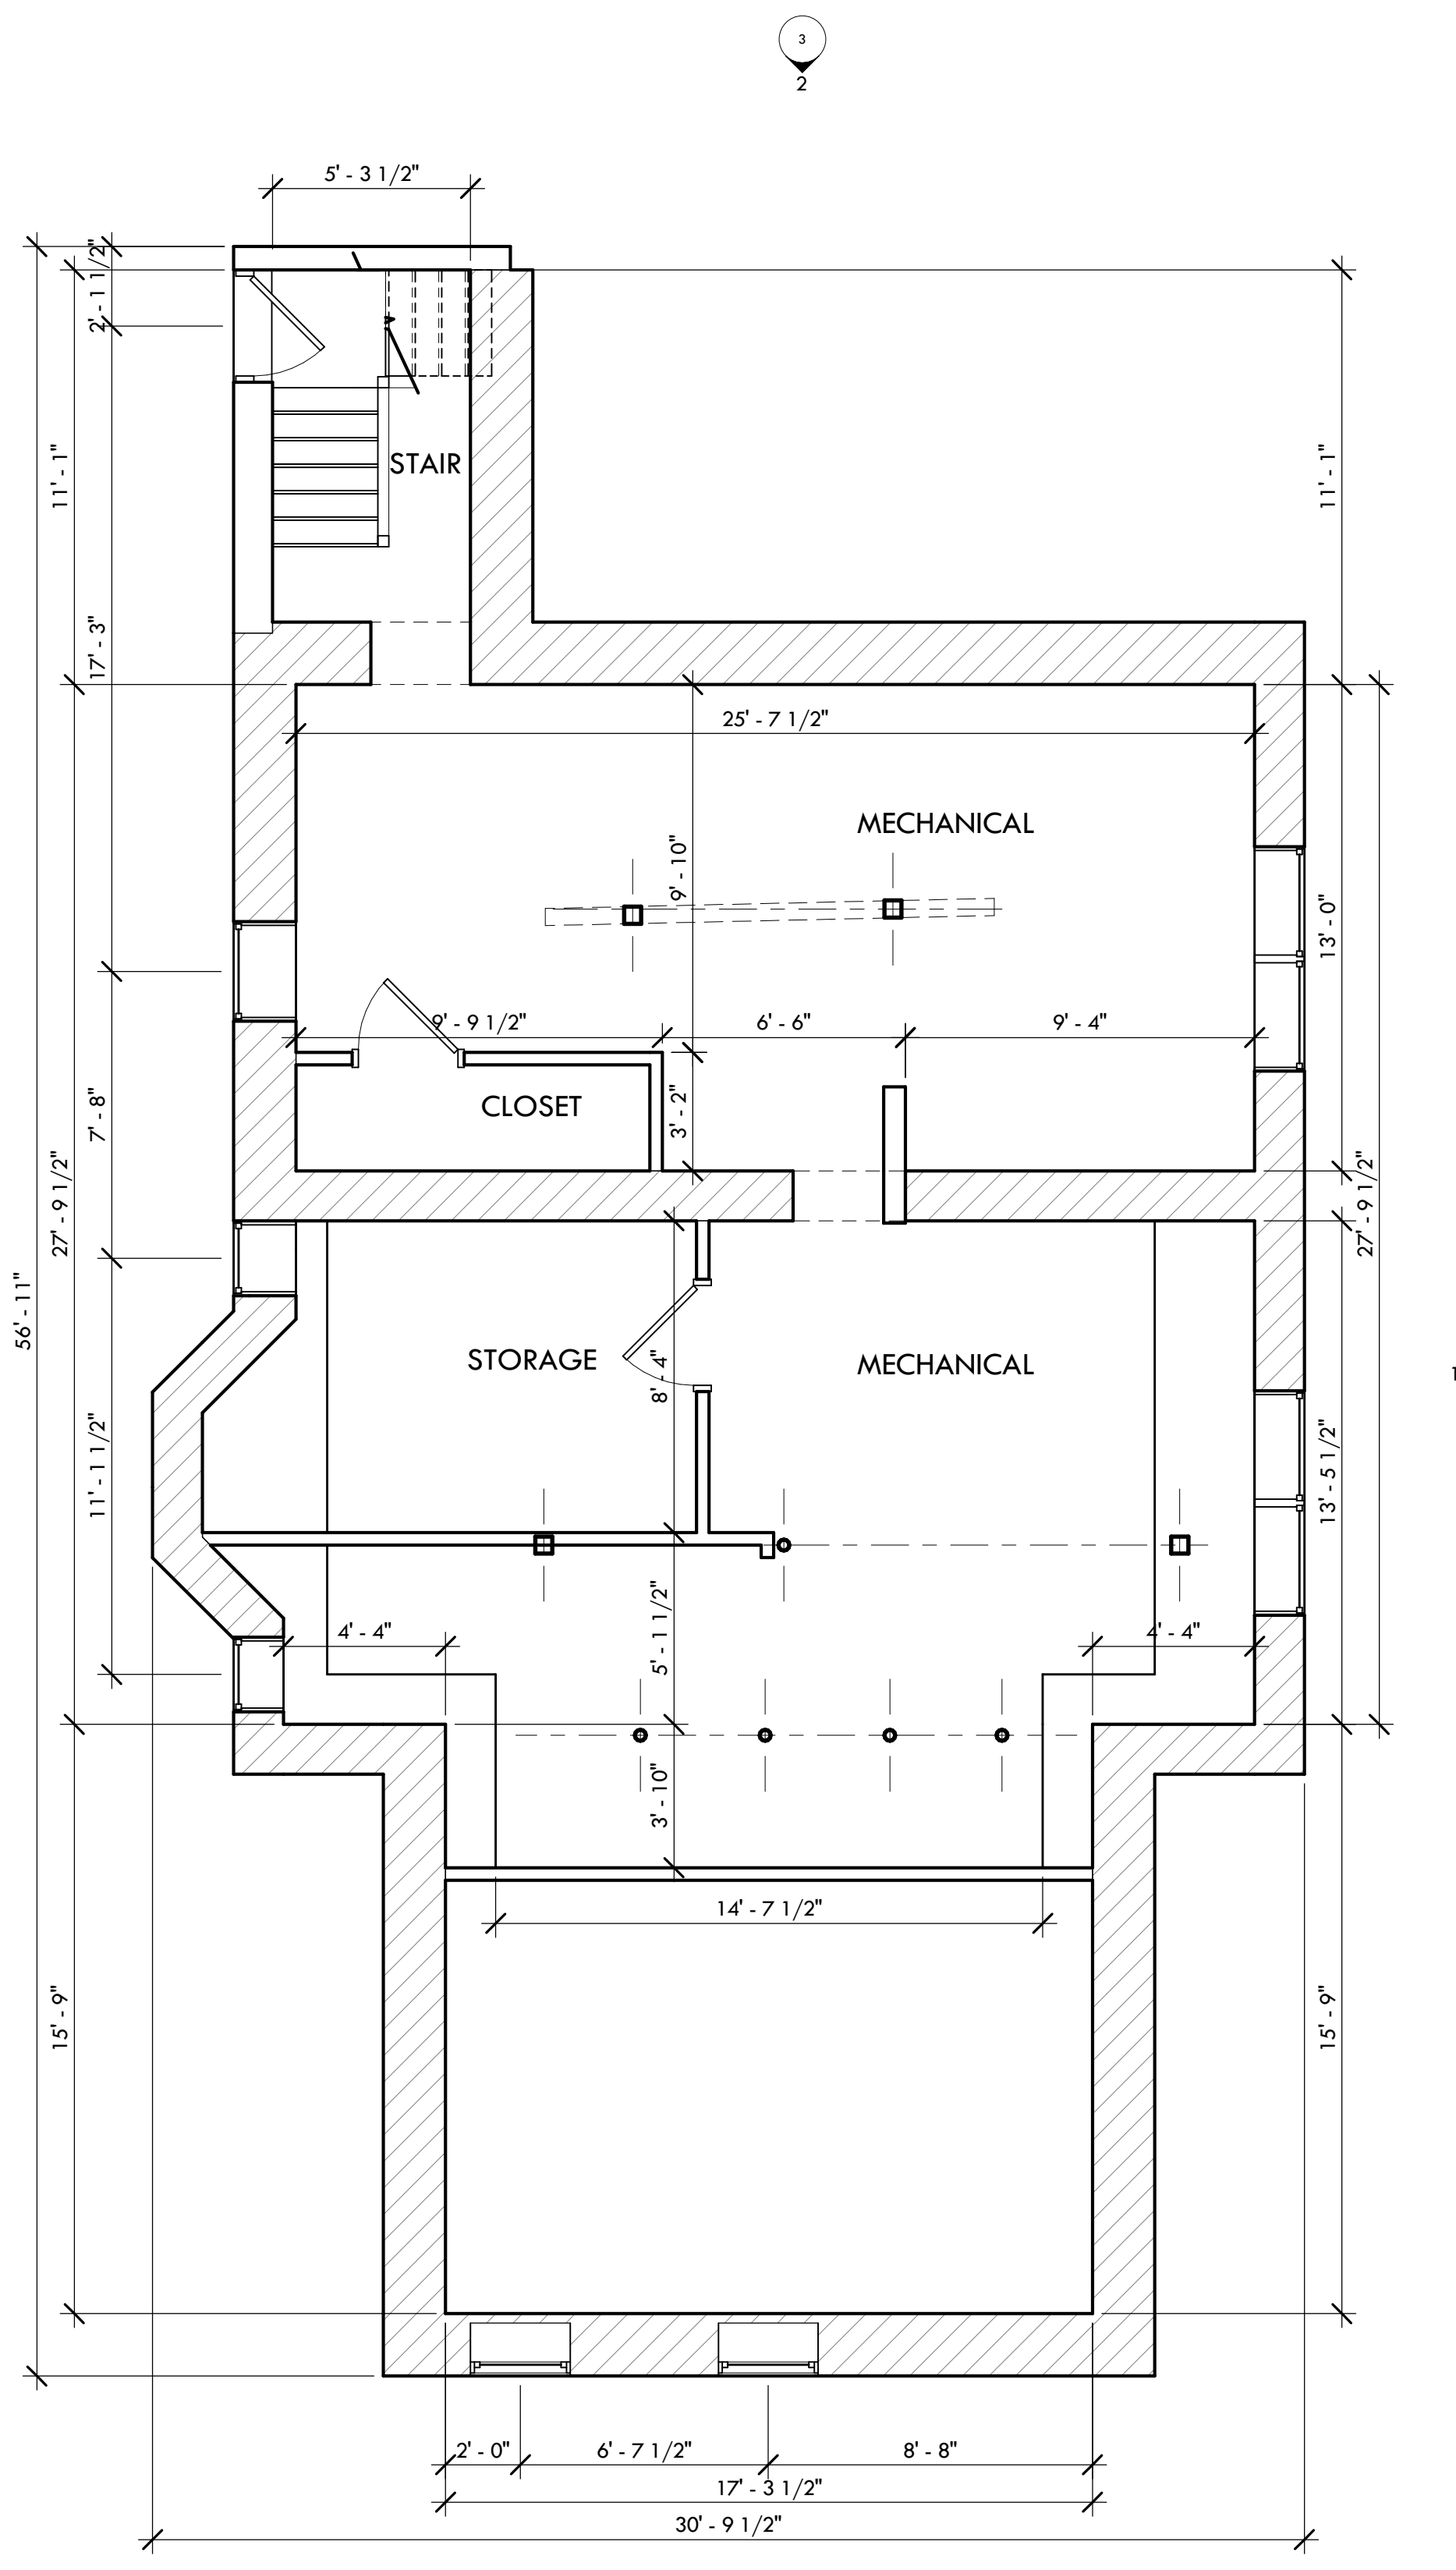 3
2
5' - 3 1/2"
2' - 1 1/2"
11' - 1"
STAIR
11' - 1"
17' - 3"
25' - 7 1/2"
MECHANICAL
9' - 10"
13' - 0"
9' - 9 1/2"
6' - 6"
9' - 4"
CLOSET
3' - 2"
7' - 8"
27' - 9 1/2"
27' - 9 1/2"
56' - 11"
STORAGE
8' - 4"
MECHANICAL
1
11' - 1 1/2"
13' - 5 1/2"
4' - 4"
5' - 1 1/2"
4' - 4"
3' - 10"
14' - 7 1/2"
15' - 9"
15' - 9"
2' - 0"
6' - 7 1/2"
8' - 8"
17' - 3 1/2"
30' - 9 1/2"